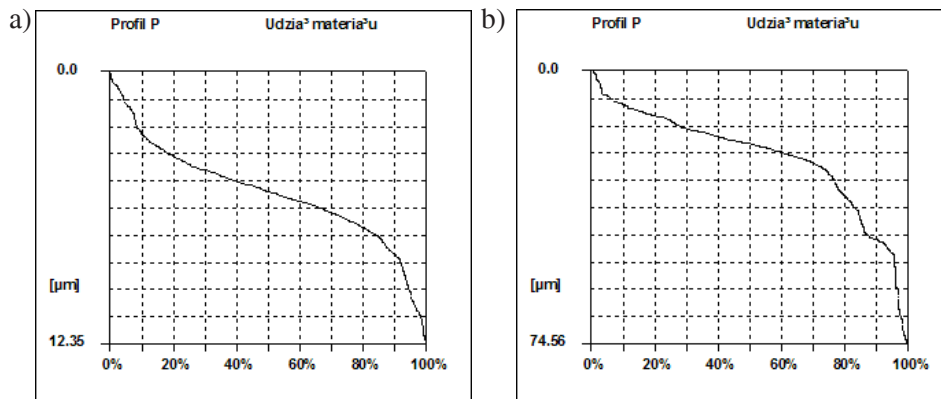 a)
Profil P Udzia³ materia³u
0.0
[µm]
12.35
0% 20% 40% 60% 80% 100%
b)
Profil P Udzia³ materia³u
0.0
[µm]
74.56
0% 20% 40% 60% 80% 100%